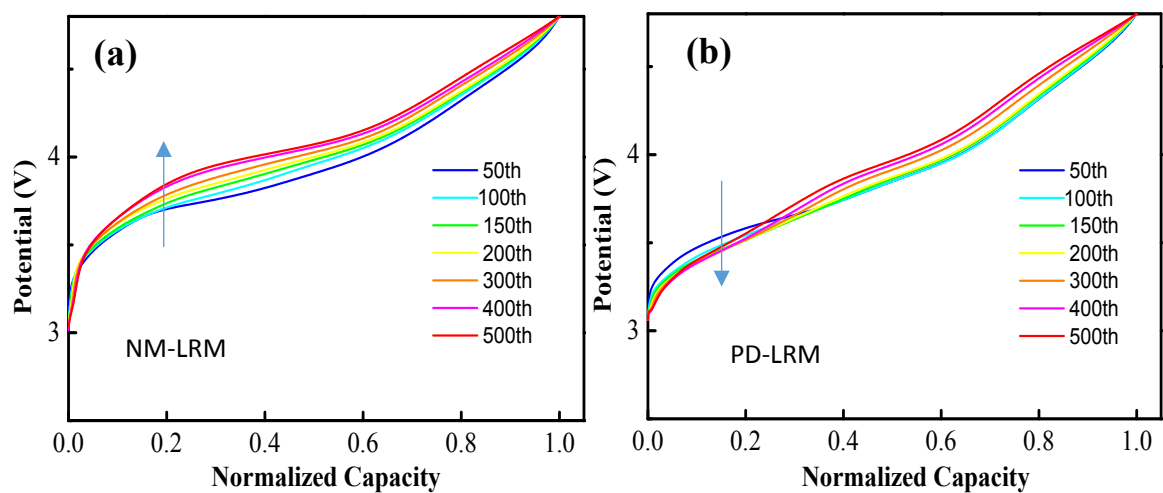 (a)
Potential (V)
4
3
50th
100th
150th
200th
300th
400th
500th
NM-LRM
0.0 0.2 0.4 0.6 0.8 1.0
Normalized Capacity
(b)
Potential (V)
4
3
50th
100th
150th
200th
300th
400th
500th
PD-LRM
0.0 0.2 0.4 0.6 0.8 1.0
Normalized Capacity